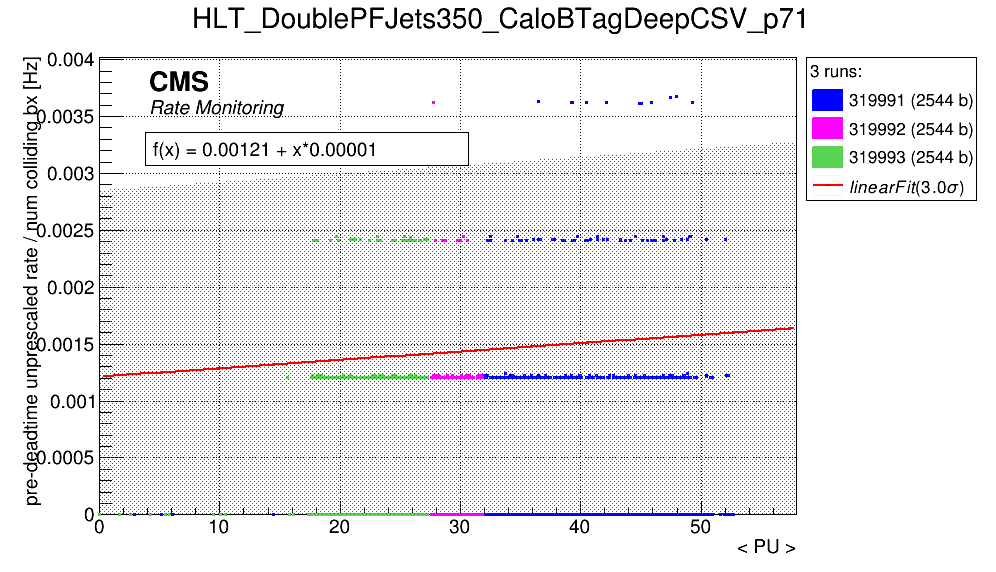 HLT_DoublePFJets350_CaloBTagDeepCSV_p71
pre-deadtime unprescaled rate / num colliding bx [Hz]
0.004
0.0035
0.003
0.0025
0.002
0.0015
0.001
0.0005
0
CMS
Rate Monitoring
f(x) = 0.00121 + x*0.00001
0 10 20 30 40 50
< PU >
3 runs:
319991 (2544 b)
319992 (2544 b)
319993 (2544 b)
linearFit(3.0σ)